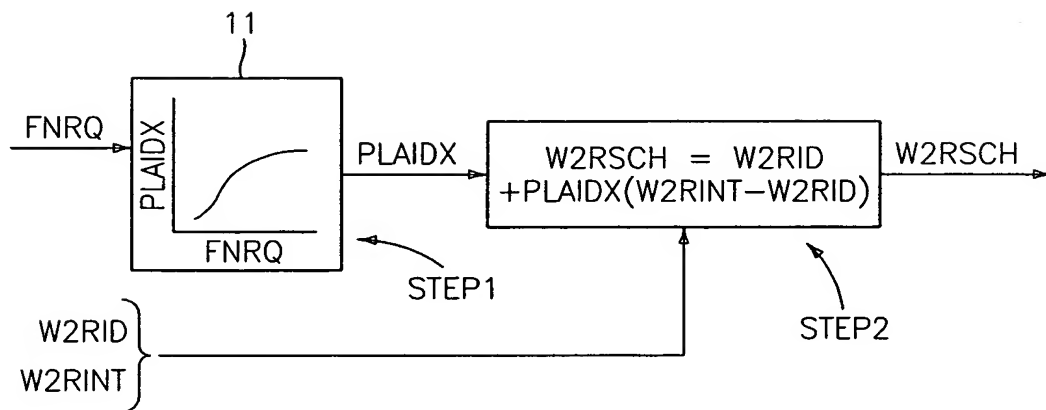 11
FNRQ
PLAIDX
FNRQ
PLAIDX
W2RSCH = W2RID
+PLAIDX(W2RINT–W2RID)
W2RSCH
STEP1
STEP2
W2RID
W2RINT